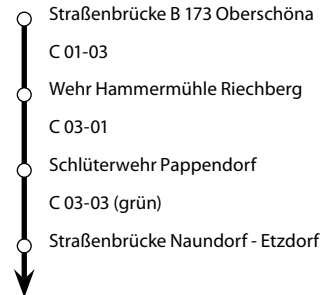 Straßenbrücke B 173 Oberschöna
C 01-03
Wehr Hammermühle Riechberg
C 03-01
Schlüterwehr Pappendorf
C 03-03 (grün)
Straßenbrücke Naundorf - Etzdorf